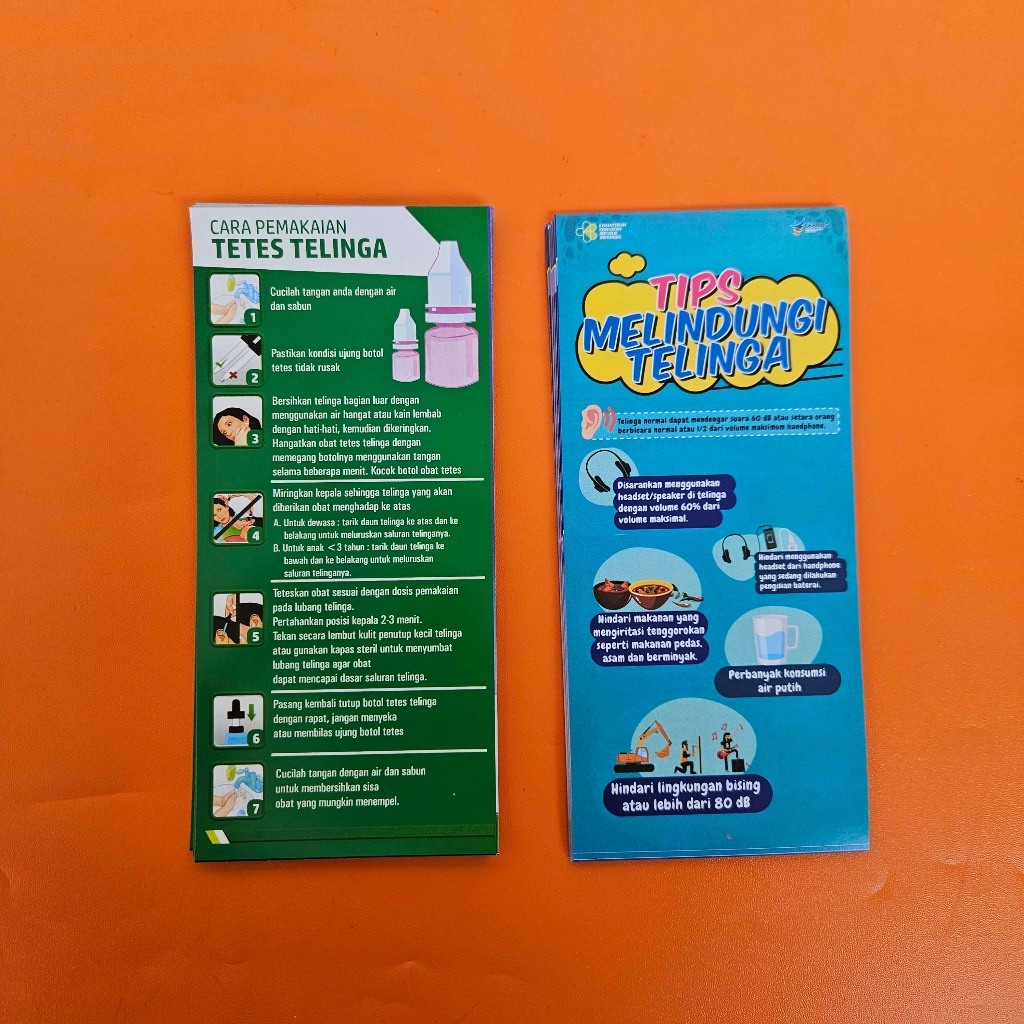 CARA PEMAKAIAN
TETES TELINGA
1
Cucilah tangan anda dengan air
dan sabun
2
Pastikan kondisi ujung botol
tetes tidak rusak
3
Bersihkan telinga bagian luar dengan
menggunakan air hangat atau kain lembab
dengan hati-hati, kemudian dikeringkan.
Hangatkan obat tetes telinga dengan
memegang botolnya menggunakan tangan
selama beberapa menit. Kocok botol obat tetes
4
Miringkan kepala sehingga telinga yang akan
diberikan obat menghadap ke atas
A. Untuk dewasa : tarik daun telinga ke atas dan ke
belakang untuk meluruskan saluran telinganya.
B. Untuk anak < 3 tahun : tarik daun telinga ke
bawah dan ke belakang untuk meluruskan
saluran telinganya.
5
Teteskan obat sesuai dengan dosis pemakaian
pada lubang telinga.
Pertahankan posisi kepala 2-3 menit.
Tekan secara lembut kulit penutup kecil telinga
atau gunakan kapas steril untuk menyumbat
lubang telinga agar obat
dapat mencapai dasar saluran telinga.
6
Pasang kembali tutup botol tetes telinga
dengan rapat, jangan menyeka
atau membilas ujung botol tetes
7
Cucilah tangan dengan air dan sabun
untuk membersihkan sisa
obat yang mungkin menempel.
KEMENTERIAN
KESEHATAN
REPUBLIK
INDONESIA
TIPS
MELINDUNGI
TELINGA
Telinga normal dapat mendengar suara 60 dB atau setara orang
berbicara normal atau 1/2 dari volume maksimum handphone.
Disarankan menggunakan
headset/speaker di telinga
dengan volume 60% dari
volume maksimal.
Hindari menggunakan
headset dari handphone
yang sedang dilakukan
pengisian baterai.
Hindari makanan yang
mengiritasi tenggorokan
seperti makanan pedas,
asam dan berminyak.
Perbanyak konsumsi
air putih
Hindari lingkungan bising
atau lebih dari 80 dB